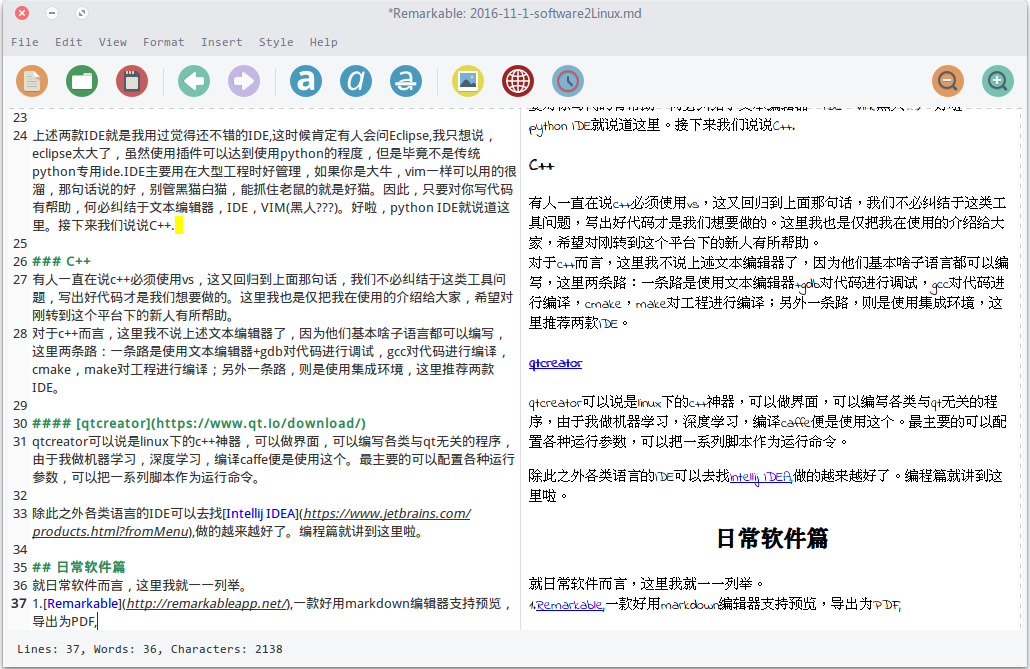 *Remarkable: 2016-11-1-software2Linux.md
File Edit View Format Insert Style Help
23
24 上述两款IDE就是我用过觉得还不错的IDE,这时候肯定有人会问Eclipse,我只想说，
eclipse太大了，虽然使用插件可以达到使用python的程度，但是毕竟不是传统
python专用ide.IDE主要用在大型工程时好管理，如果你是大牛，vim一样可以用的很
溜，那句话说的好，别管黑猫白猫，能抓住老鼠的就是好猫。因此，只要对你写代码
有帮助，何必纠结于文本编辑器，IDE，VIM(黑人???)。好啦，python IDE就说道这
里。接下来我们说说C++.
25
26 ### C++
27 有人一直在说c++必须使用vs，这又回归到上面那句话，我们不必纠结于这类工具问
题，写出好代码才是我们想要做的。这里我也是仅把我在使用的介绍给大家，希望对
刚转到这个平台下的新人有所帮助。
28 对于c++而言，这里我不说上述文本编辑器了，因为他们基本啥子语言都可以编写，
这里两条路：一条路是使用文本编辑器+gdb对代码进行调试，gcc对代码进行编译，
cmake，make对工程进行编译；另外一条路，则是使用集成环境，这里推荐两款
IDE。
29
30 #### [qtcreator](https://www.qt.io/download/)
31 qtcreator可以说是linux下的c++神器，可以做界面，可以编写各类与qt无关的程序，
由于我做机器学习，深度学习，编译caffe便是使用这个。最主要的可以配置各种运行
参数，可以把一系列脚本作为运行命令。
32
33 除此之外各类语言的IDE可以去找[Intellij IDEA](https://www.jetbrains.com/
products.html?fromMenu),做的越来越好了。编程篇就讲到这里啦。
34
35 ## 日常软件篇
36 就日常软件而言，这里我就一一列举。
37 1.[Remarkable](http://remarkableapp.net/),一款好用markdown编辑器支持预览，
导出为PDF,
python IDE就说道这里。接下来我们说说C++.
C++
有人一直在说c++必须使用vs，这又回归到上面那句话，我们不必纠结于这类工
具问题，写出好代码才是我们想要做的。这里我也是仅把我在使用的介绍给大
家，希望对刚转到这个平台下的新人有所帮助。
对于c++而言，这里我不说上述文本编辑器了，因为他们基本啥子语言都可以编
写，这里两条路：一条路是使用文本编辑器+gdb对代码进行调试，gcc对代码进
行编译，cmake，make对工程进行编译；另外一条路，则是使用集成环境，这
里推荐两款IDE。
qtcreator
qtcreator可以说是linux下的c++神器，可以做界面，可以编写各类与qt无关的程
序，由于我做机器学习，深度学习，编译caffe便是使用这个。最主要的可以配
置各种运行参数，可以把一系列脚本作为运行命令。
除此之外各类语言的IDE可以去找Intellij IDEA,做的越来越好了。编程篇就讲到这
里啦。
日常软件篇
就日常软件而言，这里我就一一列举。
1.Remarkable,一款好用markdown编辑器支持预览，导出为PDF,
Lines: 37, Words: 36, Characters: 2138